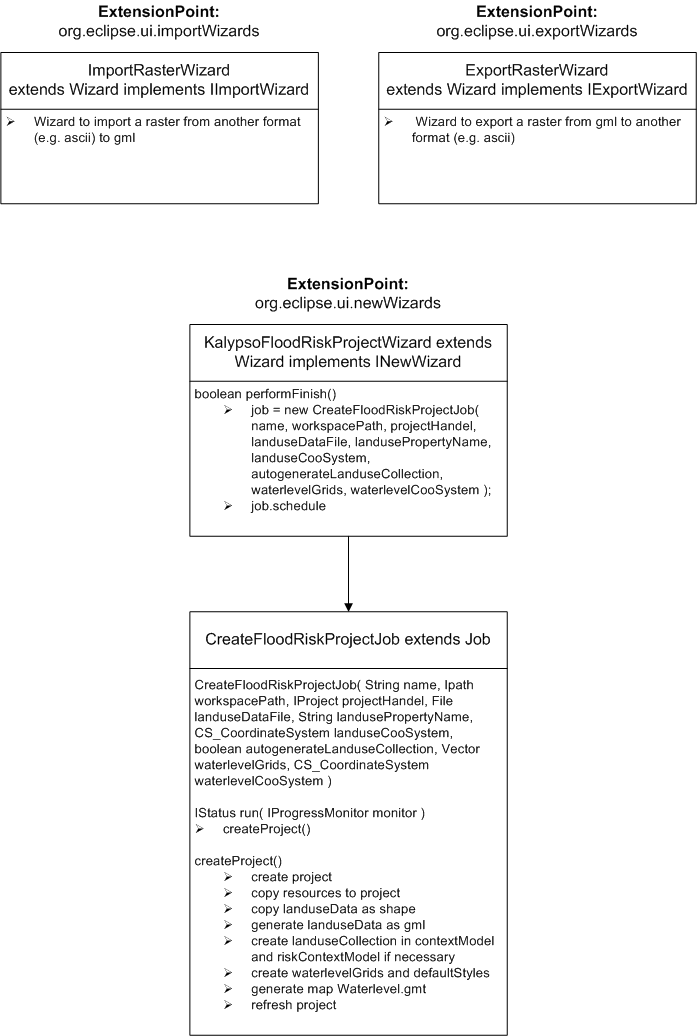 ExtensionPoint:
org.eclipse.ui.importWizards
ImportRasterWizard
extends Wizard implements IImportWizard
➢ Wizard to import a raster from another format
(e.g. ascii) to gml
ExtensionPoint:
org.eclipse.ui.exportWizards
ExportRasterWizard
extends Wizard implements IExportWizard
➢ Wizard to export a raster from gml to another
format (e.g. ascii)
ExtensionPoint:
org.eclipse.ui.newWizards
KalypsoFloodRiskProjectWizard extends
Wizard implements INewWizard
boolean performFinish()
➢ job = new CreateFloodRiskProjectJob(
name, workspacePath, projectHandel,
landuseDataFile, landusePropertyName,
landuseCooSystem,
autogenerateLanduseCollection,
waterlevelGrids, waterlevelCooSystem );
➢ job.schedule
CreateFloodRiskProjectJob extends Job
CreateFloodRiskProjectJob( String name, Ipath
workspacePath, IProject projectHandel, File
landuseDataFile, String landusePropertyName,
CS_CoordinateSystem landuseCooSystem,
boolean autogenerateLanduseCollection, Vector
waterlevelGrids, CS_CoordinateSystem
waterlevelCooSystem )
IStatus run( IProgressMonitor monitor )
➢ createProject()
createProject()
➢ create project
➢ copy resources to project
➢ copy landuseData as shape
➢ generate landuseData as gml
➢ create landuseCollection in contextModel
and riskContextModel if necessary
➢ create waterlevelGrids and defaultStyles
➢ generate map Waterlevel.gmt
➢ refresh project